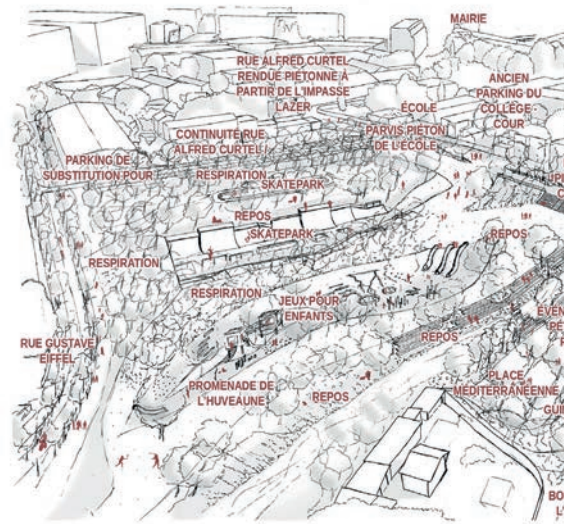 MAIRIE
RUE ALFRED CURTEL
RENDUE PIÉTONNE À
PARTIR DE L'IMPASSE
LAZER
ANCIEN
PARKING DU
COLLÈGE -
COUR
ÉCOLE
CONTINUITÉ RUE
ALFRED CURTEL /
PARVIS PIÉTON
DE L'ÉCOLE
PARKING DE
SUBSTITUTION POUR
RESPIRATION
SKATEPARK
REPOS
SKATEPARK
REPOS
RESPIRATION
RESPIRATION
JEUX POUR
ENFANTS
RUE GUSTAVE
EIFFEL
REPOS
PROMENADE DE
L'HUVEAUNE
REPOS
PLACE
MÉDITERRANÉENNE